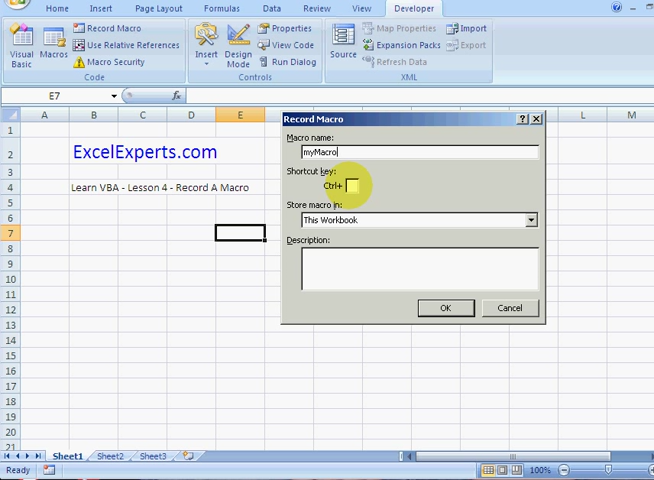 Home Insert Page Layout Formulas Data Review View Developer
Visual Basic
Macros
Record Macro
Use Relative References
Macro Security
Code
Insert
Design Mode
Properties
View Code
Run Dialog
Controls
Source
Map Properties
Expansion Packs
Refresh Data
Import
Export
XML
E7
fx
A B C D E L M
1
2 ExcelExperts.com
3
4 Learn VBA - Lesson 4 - Record A Macro
5
6
7
8
9
10
11
12
13
14
15
16
17
18
19
20
21
Record Macro
Macro name:
myMacro
Shortcut key:
Ctrl+
Store macro in:
This Workbook
Description:
OK Cancel
Sheet1 Sheet2 Sheet3
Ready 100%